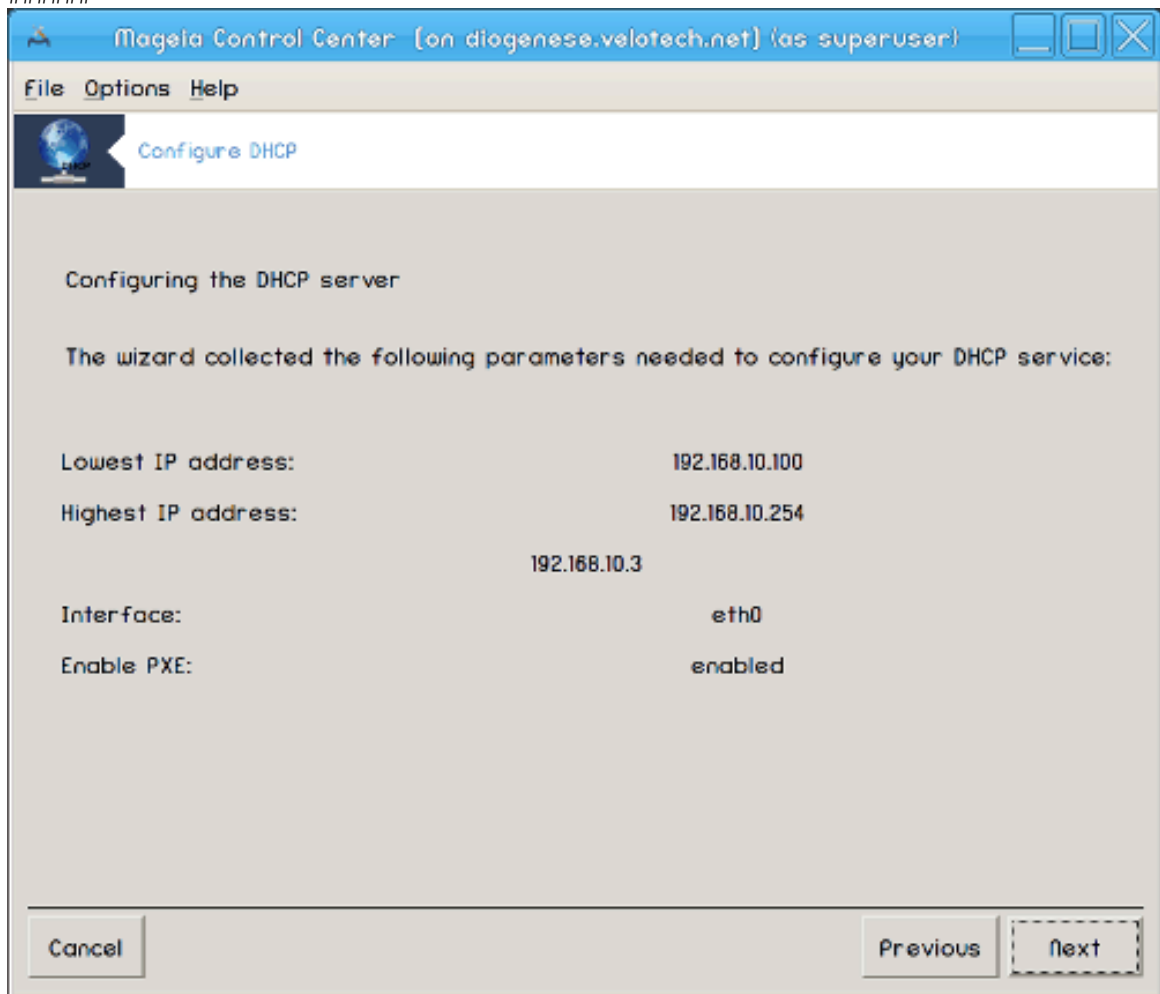 Mageia Control Center (on diogenese.velotech.net) (as superuser)
File Options Help
DHCP
Configure DHCP
Configuring the DHCP server
The wizard collected the following parameters needed to configure your DHCP service:
Lowest IP address: 192.168.10.100
Highest IP address: 192.168.10.254
192.168.10.3
Interface: eth0
Enable PXE: enabled
Cancel Previous Next